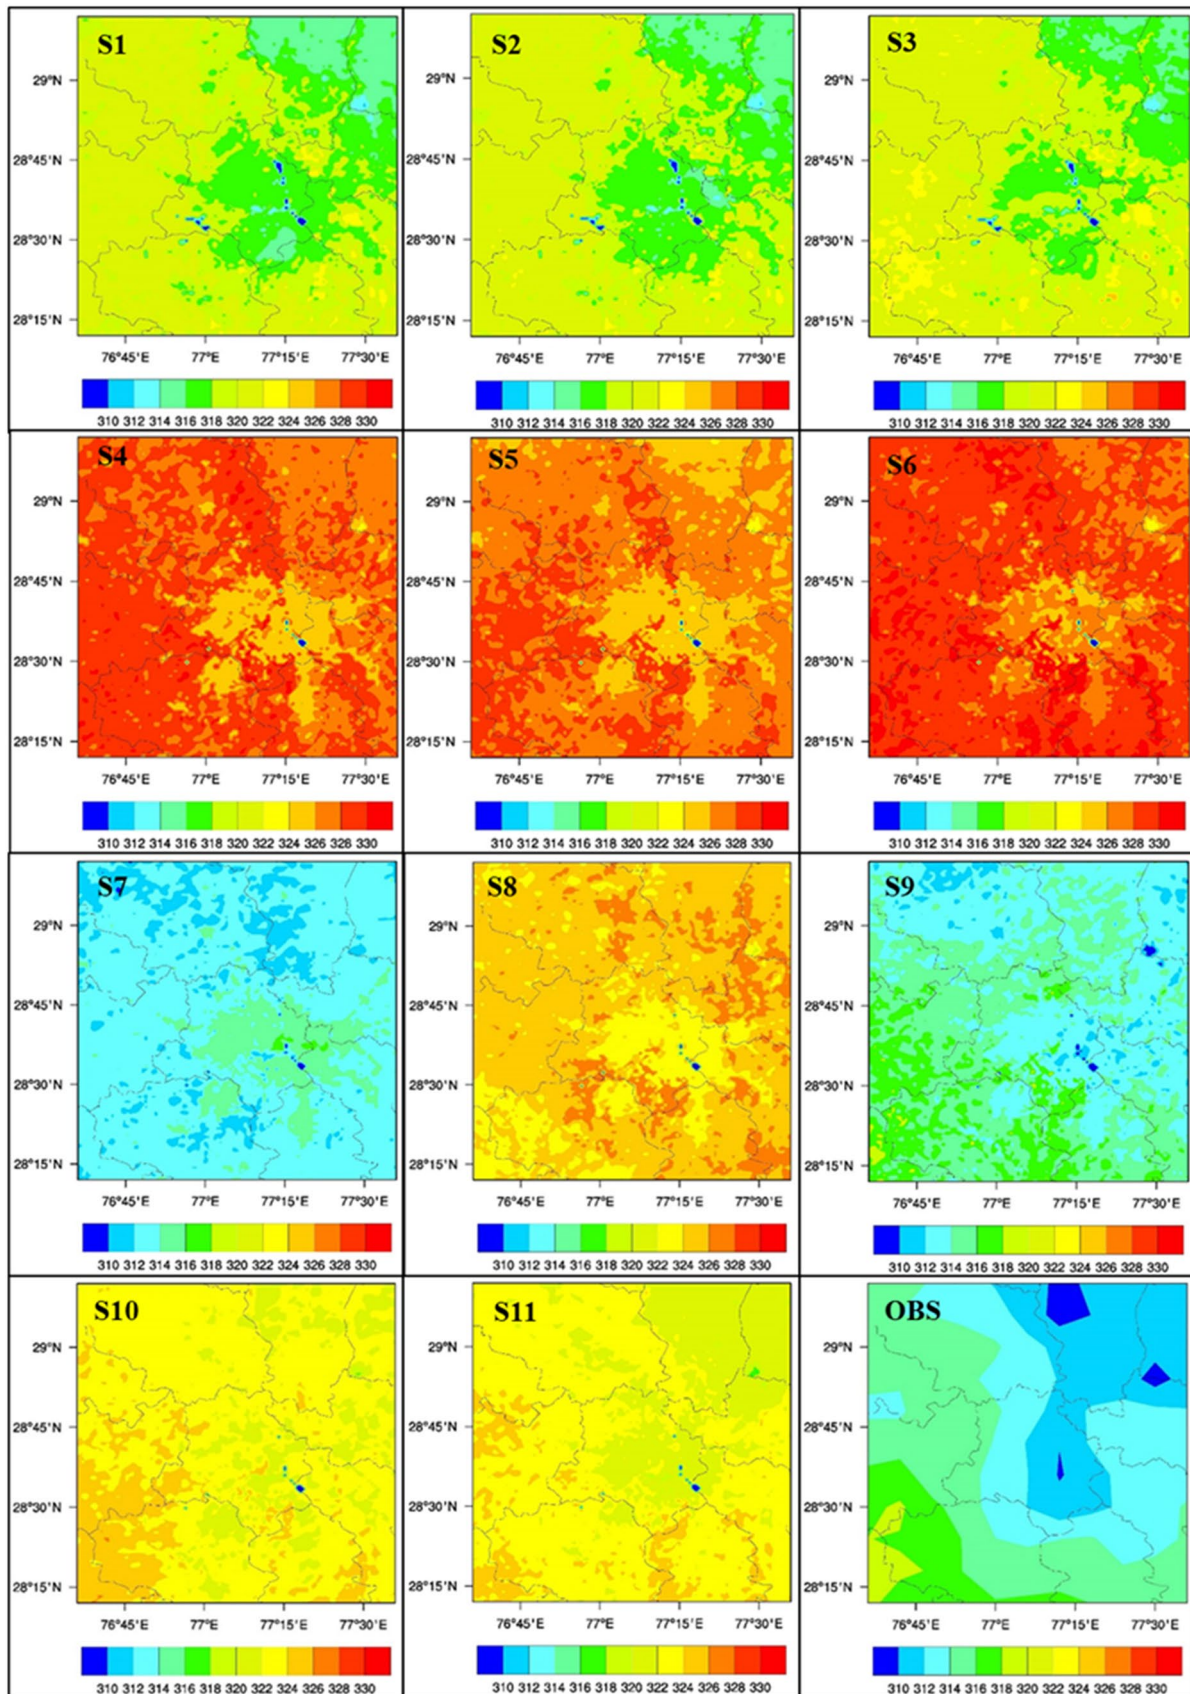 S1 S2 S3
29°N 29°N 29°N
28°45'N 28°45'N 28°45'N
28°30'N 28°30'N 28°30'N
28°15'N 28°15'N 28°15'N
76°45'E 77°E 77°15'E 77°30'E 76°45'E 77°E 77°15'E 77°30'E 76°45'E 77°E 77°15'E 77°30'E
310 312 314 316 318 320 322 324 326 328 330 310 312 314 316 318 320 322 324 326 328 330 310 312 314 316 318 320 322 324 326 328 330
S4 S5 S6
29°N 29°N 29°N
28°45'N 28°45'N 28°45'N
28°30'N 28°30'N 28°30'N
28°15'N 28°15'N 28°15'N
76°45'E 77°E 77°15'E 77°30'E 76°45'E 77°E 77°15'E 77°30'E 76°45'E 77°E 77°15'E 77°30'E
310 312 314 316 318 320 322 324 326 328 330 310 312 314 316 318 320 322 324 326 328 330 310 312 314 316 318 320 322 324 326 328 330
S7 S8 S9
29°N 29°N 29°N
28°45'N 28°45'N 28°45'N
28°30'N 28°30'N 28°30'N
28°15'N 28°15'N 28°15'N
76°45'E 77°E 77°15'E 77°30'E 76°45'E 77°E 77°15'E 77°30'E 76°45'E 77°E 77°15'E 77°30'E
310 312 314 316 318 320 322 324 326 328 330 310 312 314 316 318 320 322 324 326 328 330 310 312 314 316 318 320 322 324 326 328 330
S10 S11 OBS
29°N 29°N 29°N
28°45'N 28°45'N 28°45'N
28°30'N 28°30'N 28°30'N
28°15'N 28°15'N 28°15'N
76°45'E 77°E 77°15'E 77°30'E 76°45'E 77°E 77°15'E 77°30'E 76°45'E 77°E 77°15'E 77°30'E
310 312 314 316 318 320 322 324 326 328 330 310 312 314 316 318 320 322 324 326 328 330 310 312 314 316 318 320 322 324 326 328 330